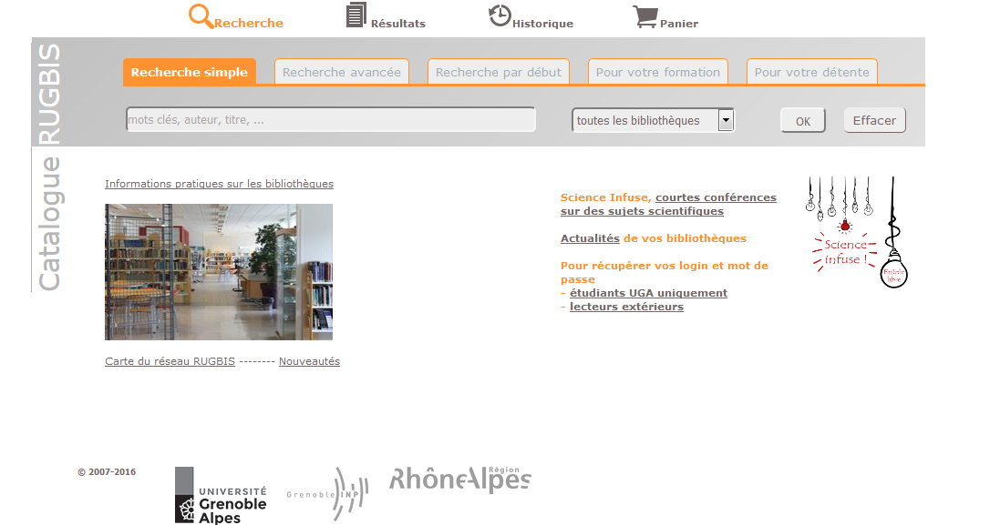 Recherche
Résultats
Historique
Panier
Catalogue RUGBIS
Recherche simple
Recherche avancée
Recherche par début
Pour votre formation
Pour votre détente
mots clés, auteur, titre, ...
toutes les bibliothèques
OK
Effacer
Informations pratiques sur les bibliothèques
Carte du réseau RUGBIS -------- Nouveautés
Science Infuse, courtes conférences
sur des sujets scientifiques
Actualités de vos bibliothèques
Pour récupérer vos login et mot de
passe
- étudiants UGA uniquement
- lecteurs extérieurs
Science
infuse !
Entrée
libre
© 2007-2016
UNIVERSITÉ
Grenoble
Alpes
Grenoble INP
Région
RhôneAlpes